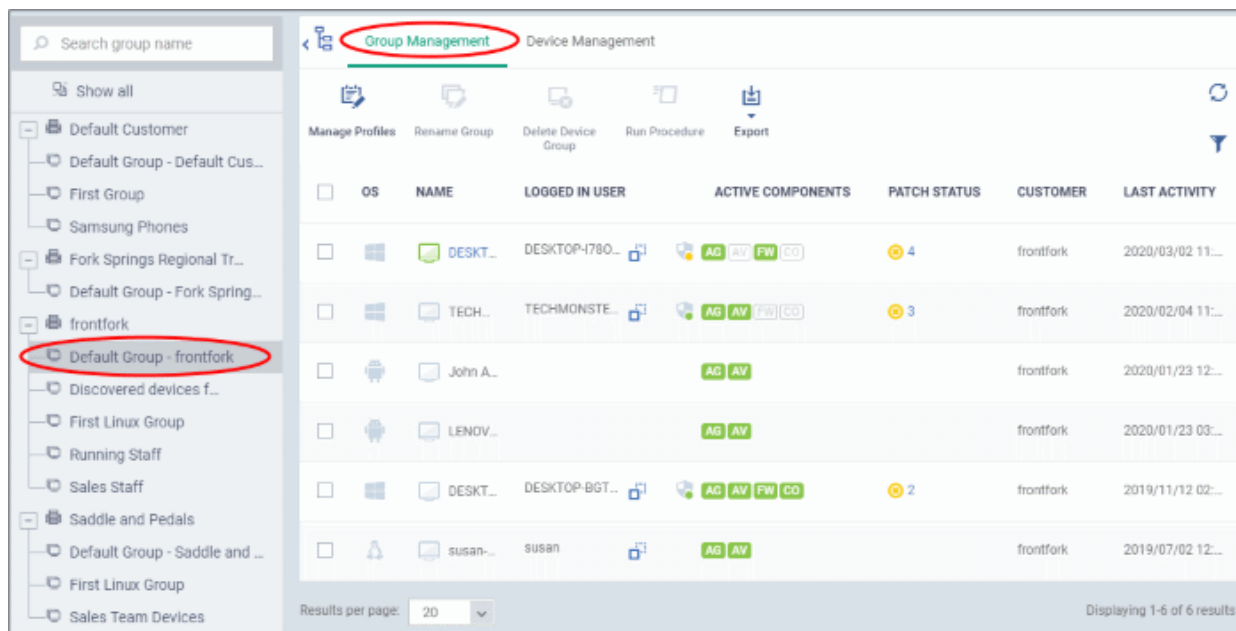 Search group name
Show all
Default Customer
Default Group - Default Cus...
First Group
Samsung Phones
Fork Springs Regional Tr...
Default Group - Fork Spring...
frontfork
Default Group - frontfork
Discovered devices f...
First Linux Group
Running Staff
Sales Staff
Saddle and Pedals
Default Group - Saddle and ...
First Linux Group
Sales Team Devices
Group Management Device Management
Manage Profiles Rename Group Delete Device Group Run Procedure Export
OS NAME LOGGED IN USER ACTIVE COMPONENTS PATCH STATUS CUSTOMER LAST ACTIVITY
DESKT... DESKTOP-I78O... AG AV FW CO 4 frontfork 2020/03/02 11:...
TECH... TECHMONSTE... AG AV FW CO 3 frontfork 2020/02/04 11:...
John A... AG AV frontfork 2020/01/23 12:...
LENOV... AG AV frontfork 2020/01/23 03:...
DESKT... DESKTOP-BGT... AG AV FW CO 2 frontfork 2019/11/12 02:...
susan-... susan AG AV frontfork 2019/07/02 12:...
Results per page: 20 Displaying 1-6 of 6 results